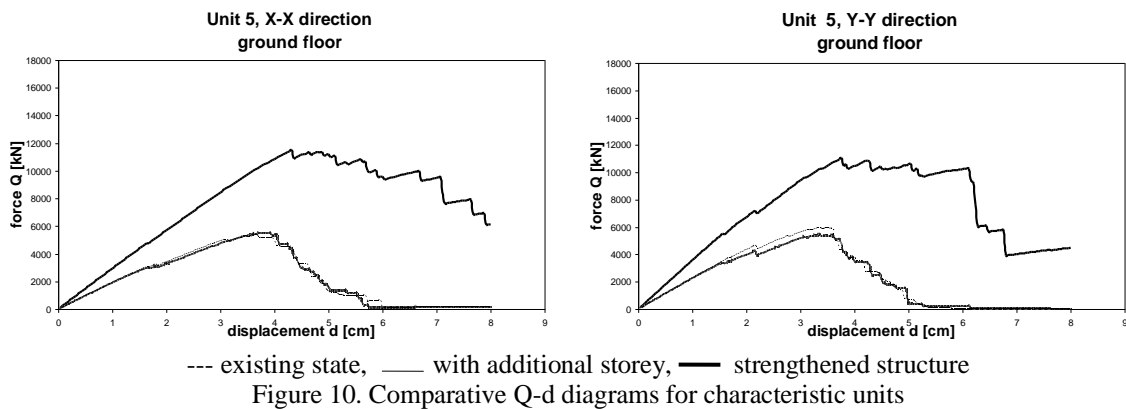 Unit 5, X-X direction
ground floor
18000
16000
14000
12000
10000
8000
6000
4000
2000
0
force Q [kN]
0 1 2 3 4 5 6 7 8 9
displacement d [cm]
Unit 5, Y-Y direction
ground floor
18000
16000
14000
12000
10000
8000
6000
4000
2000
0
force Q [kN]
0 1 2 3 4 5 6 7 8 9
displacement d [cm]
--- existing state, — with additional storey, — strengthened structure
Figure 10. Comparative Q-d diagrams for characteristic units